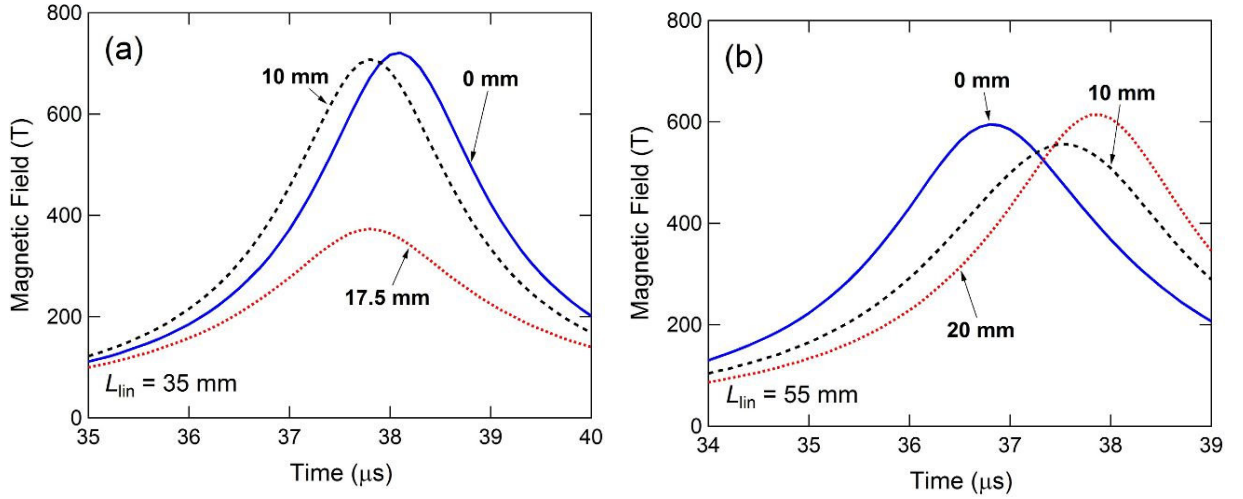 (a)
800
600
400
200
0
Magnetic Field (T)
10 mm
0 mm
17.5 mm
Llin = 35 mm
35
36
37
38
39
40
Time (μs)
(b)
800
600
400
200
0
Magnetic Field (T)
0 mm
10 mm
20 mm
Llin = 55 mm
34
35
36
37
38
39
Time (μs)